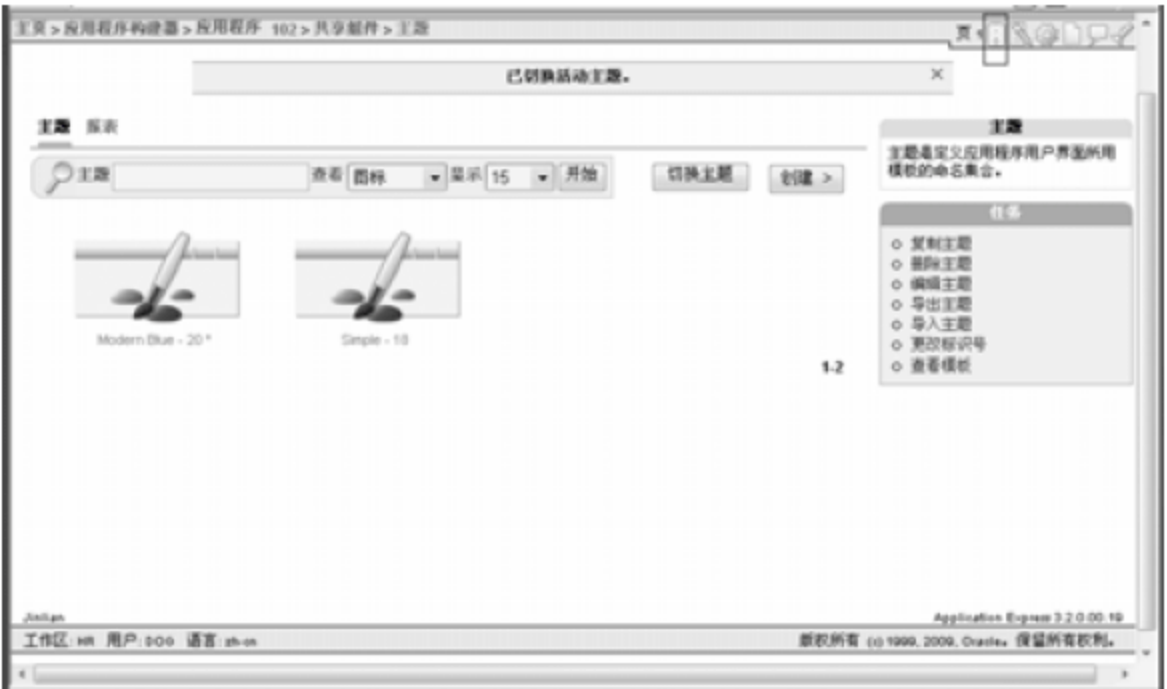 主页 > 应用程序构建器 > 应用程序 102 > 共享组件 > 主题
页
已切换活动主题。 ×
主题 报表
主题 查看 图标 显示 15 开始 切换主题 创建 >
Modern Blue - 20 *
Simple - 18
1-2
主题
主题是定义应用程序用户界面所用
模板的命名集合。
任务
复制主题
删除主题
编辑主题
导出主题
导入主题
更改标识号
查看模板
Jinlian
Application Express 3.2.0.00.19
工作区: HR 用户: DOG 语言: zh-cn
版权所有 (c) 1999, 2009, Oracle。保留所有权利。